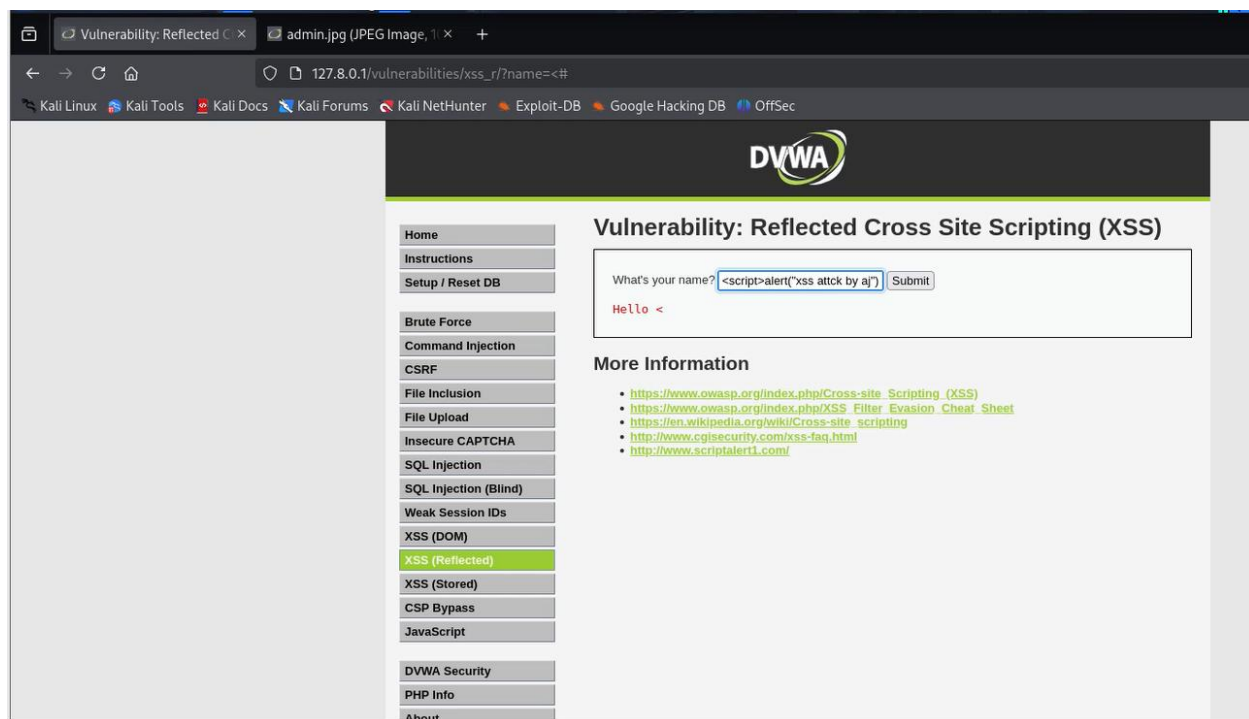 Vulnerability: Reflected C
admin.jpg (JPEG Image, 1
127.8.0.1/vulnerabilities/xss_r/?name=<#
Kali Linux Kali Tools Kali Docs Kali Forums Kali NetHunter Exploit-DB Google Hacking DB OffSec
DVWA
Home
Instructions
Setup / Reset DB
Brute Force
Command Injection
CSRF
File Inclusion
File Upload
Insecure CAPTCHA
SQL Injection
SQL Injection (Blind)
Weak Session IDs
XSS (DOM)
XSS (Reflected)
XSS (Stored)
CSP Bypass
JavaScript
DVWA Security
PHP Info
About
Vulnerability: Reflected Cross Site Scripting (XSS)
What's your name? <script>alert("xss attck by aj") Submit
Hello <
More Information
https://www.owasp.org/index.php/Cross-site_Scripting_(XSS)
https://www.owasp.org/index.php/XSS_Filter_Evasion_Cheat_Sheet
https://en.wikipedia.org/wiki/Cross-site_scripting
http://www.cgisecurity.com/xss-faq.html
http://www.scriptalert1.com/